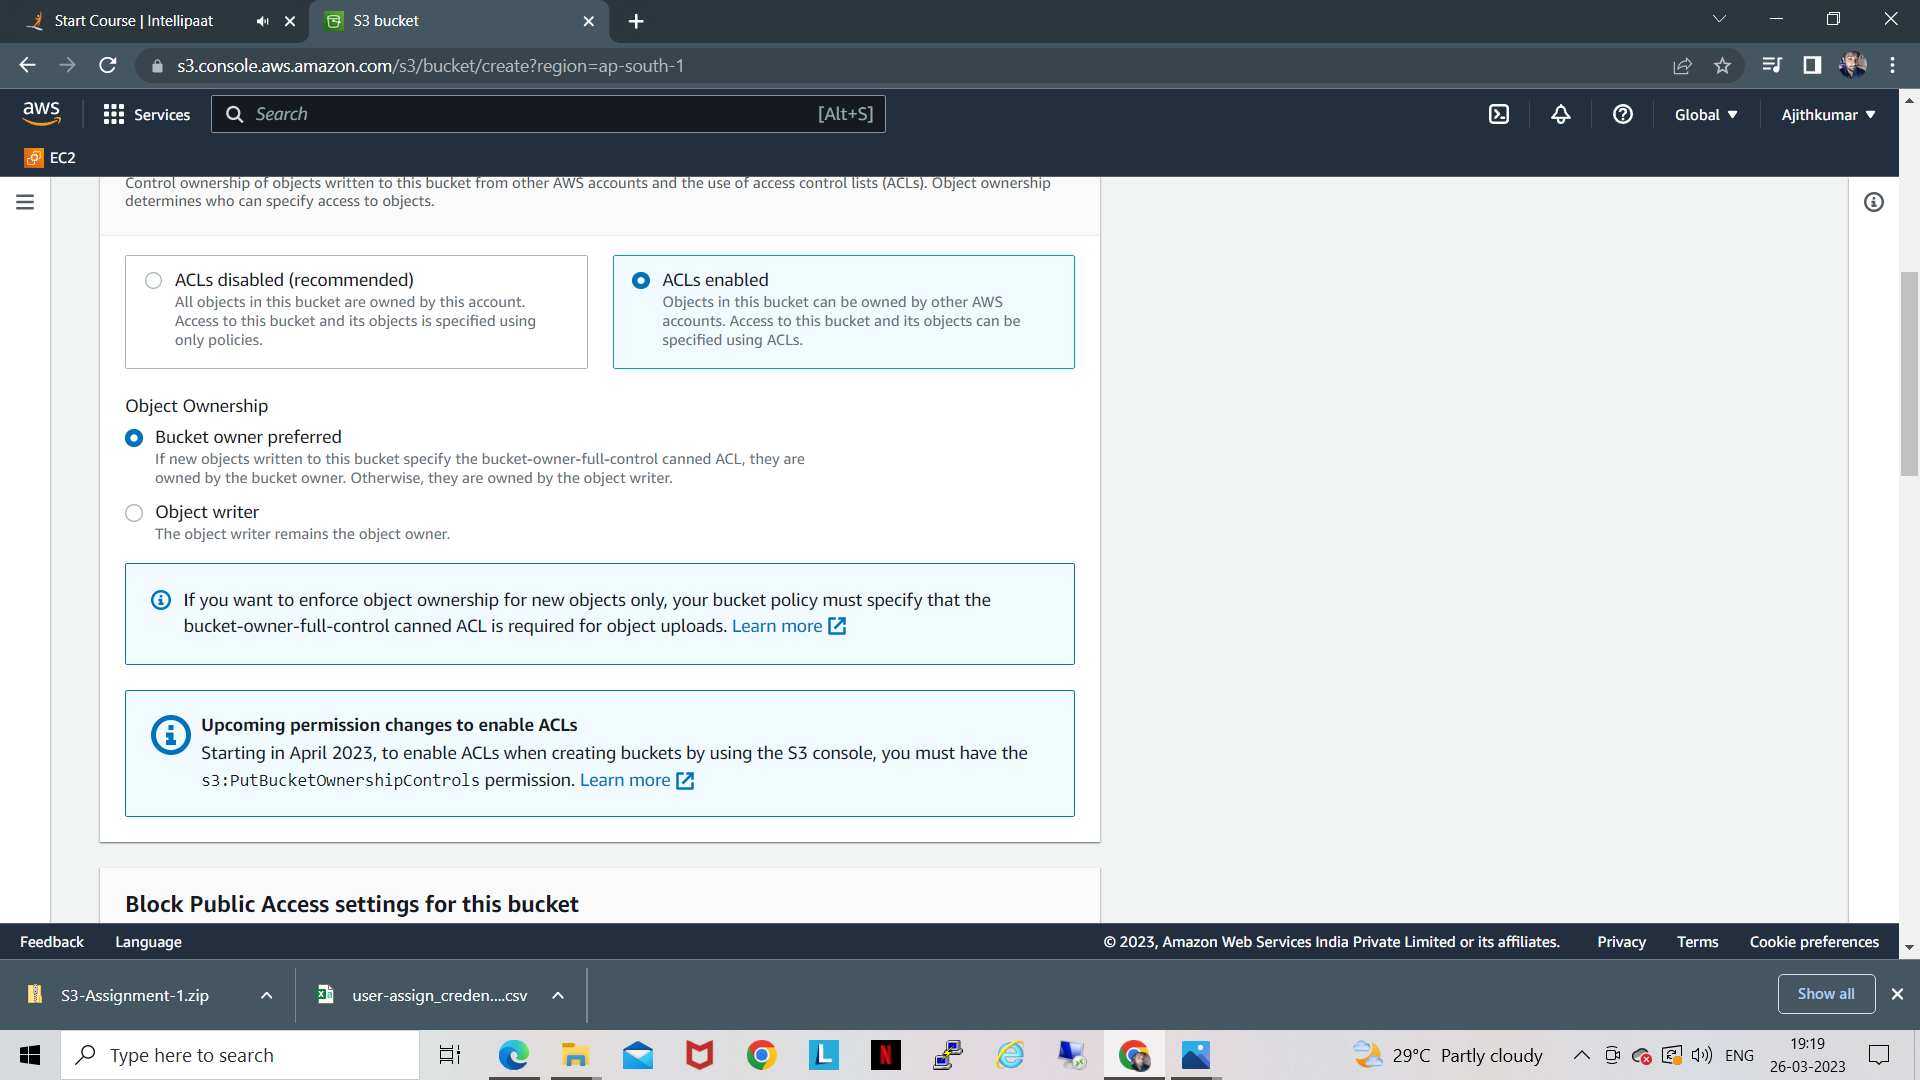 Start Course | Intellipaat
S3 bucket
s3.console.aws.amazon.com/s3/bucket/create?region=ap-south-1
aws
Services
Search
[Alt+S]
Global
Ajithkumar
EC2
Control ownership of objects written to this bucket from other AWS accounts and the use of access control lists (ACLs). Object ownership
determines who can specify access to objects.
ACLs disabled (recommended)
All objects in this bucket are owned by this account.
Access to this bucket and its objects is specified using
only policies.
ACLs enabled
Objects in this bucket can be owned by other AWS
accounts. Access to this bucket and its objects can be
specified using ACLs.
Object Ownership
Bucket owner preferred
If new objects written to this bucket specify the bucket-owner-full-control canned ACL, they are
owned by the bucket owner. Otherwise, they are owned by the object writer.
Object writer
The object writer remains the object owner.
If you want to enforce object ownership for new objects only, your bucket policy must specify that the
bucket-owner-full-control canned ACL is required for object uploads. Learn more
Upcoming permission changes to enable ACLs
Starting in April 2023, to enable ACLs when creating buckets by using the S3 console, you must have the
s3:PutBucketOwnershipControls permission. Learn more
Block Public Access settings for this bucket
Feedback
Language
© 2023, Amazon Web Services India Private Limited or its affiliates.
Privacy
Terms
Cookie preferences
S3-Assignment-1.zip
user-assign_creden....csv
Show all
Type here to search
L
N
29°C Partly cloudy
ENG
19:19
26-03-2023